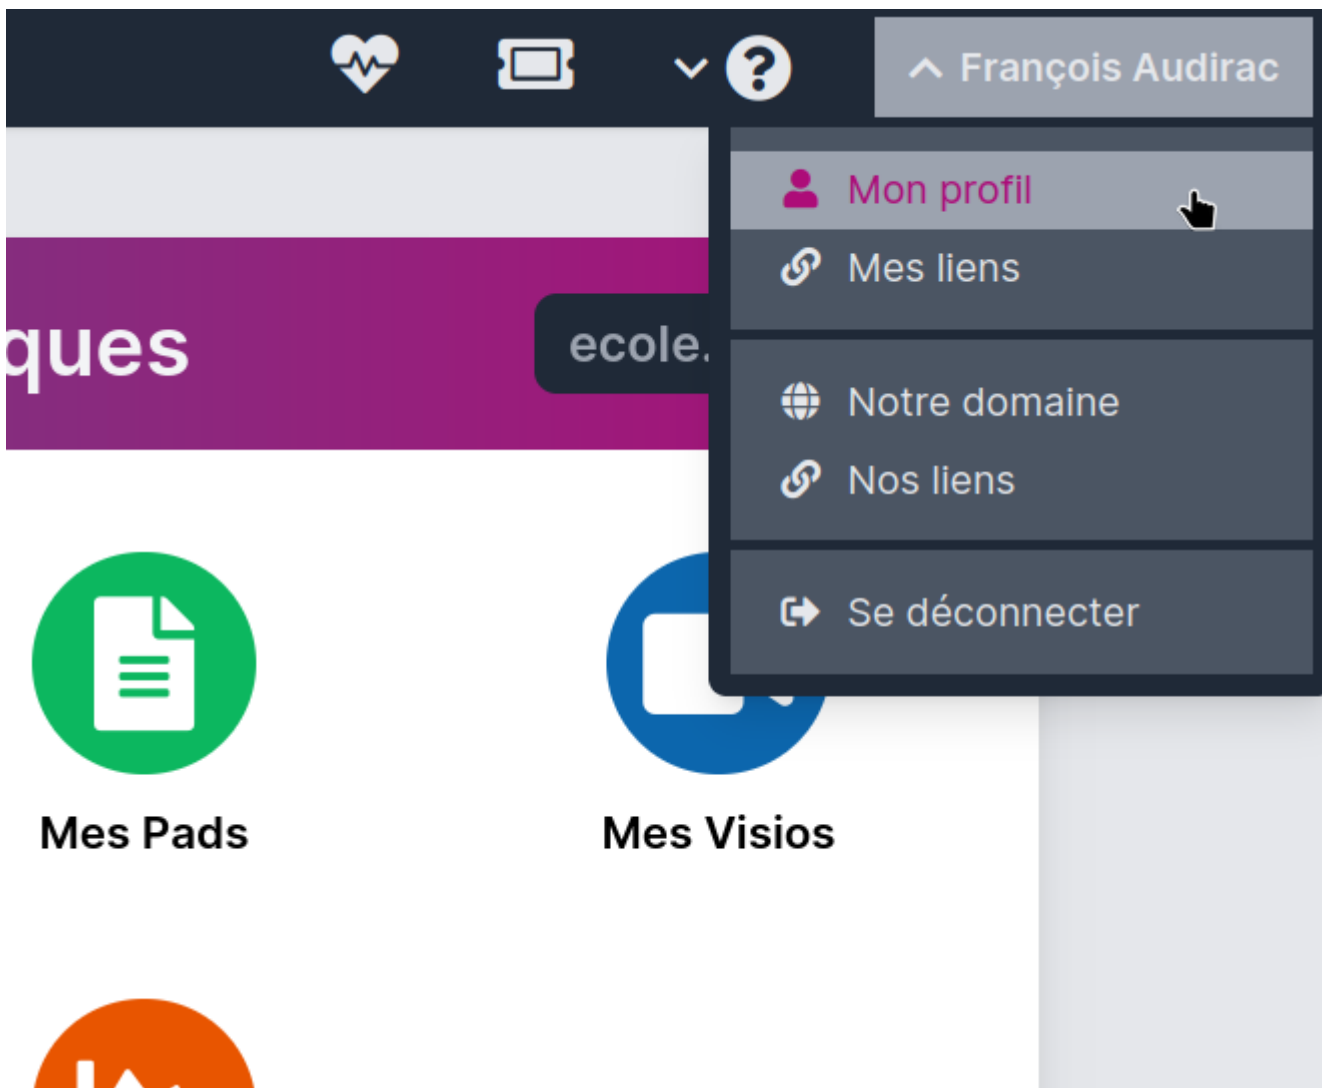 François Audirac
Mon profil
Mes liens
ques
ecole.
Notre domaine
Nos liens
Se déconnecter
Mes Pads
Mes Visios